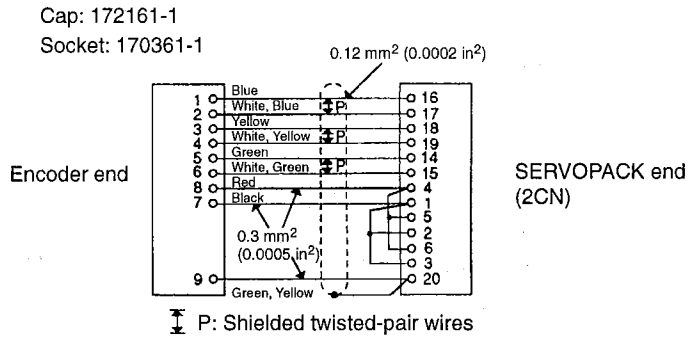 Cap: 172161-1
Socket: 170361-1
0.12 mm² (0.0002 in²)
Blue
1 16
White, Blue P
2 17
Yellow
3 18
White, Yellow P
4 19
Green
5 14
White, Green P
6 15
Red
8 4
Black
7 1
Encoder end
SERVOPACK end
(2CN)
5
2
0.3 mm²
(0.0005 in²)
6
3
9 20
Green, Yellow
P: Shielded twisted-pair wires